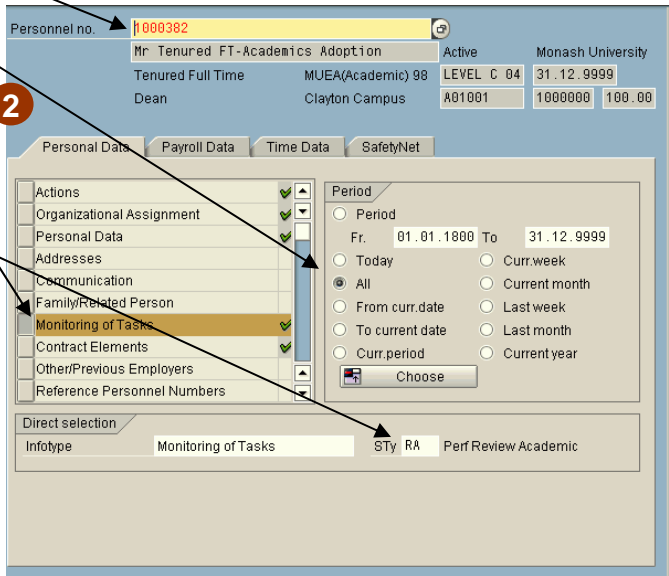 Personnel no. 1000382
Mr Tenured FT-Academics Adoption Active Monash University
Tenured Full Time MUEA(Academic) 98 LEVEL C 04 31.12.9999
Dean Clayton Campus A01001 1000000 100.00
2
Personal Data Payroll Data Time Data SafetyNet
Actions
Organizational Assignment
Personal Data
Addresses
Communication
Family/Related Person
Monitoring of Tasks
Contract Elements
Other/Previous Employers
Reference Personnel Numbers
Period
Period
Fr. 01.01.1800 To 31.12.9999
Today Curr.week
All Current month
From curr.date Last week
To current date Last month
Curr.period Current year
Choose
Direct selection
Infotype Monitoring of Tasks STy RA Perf Review Academic